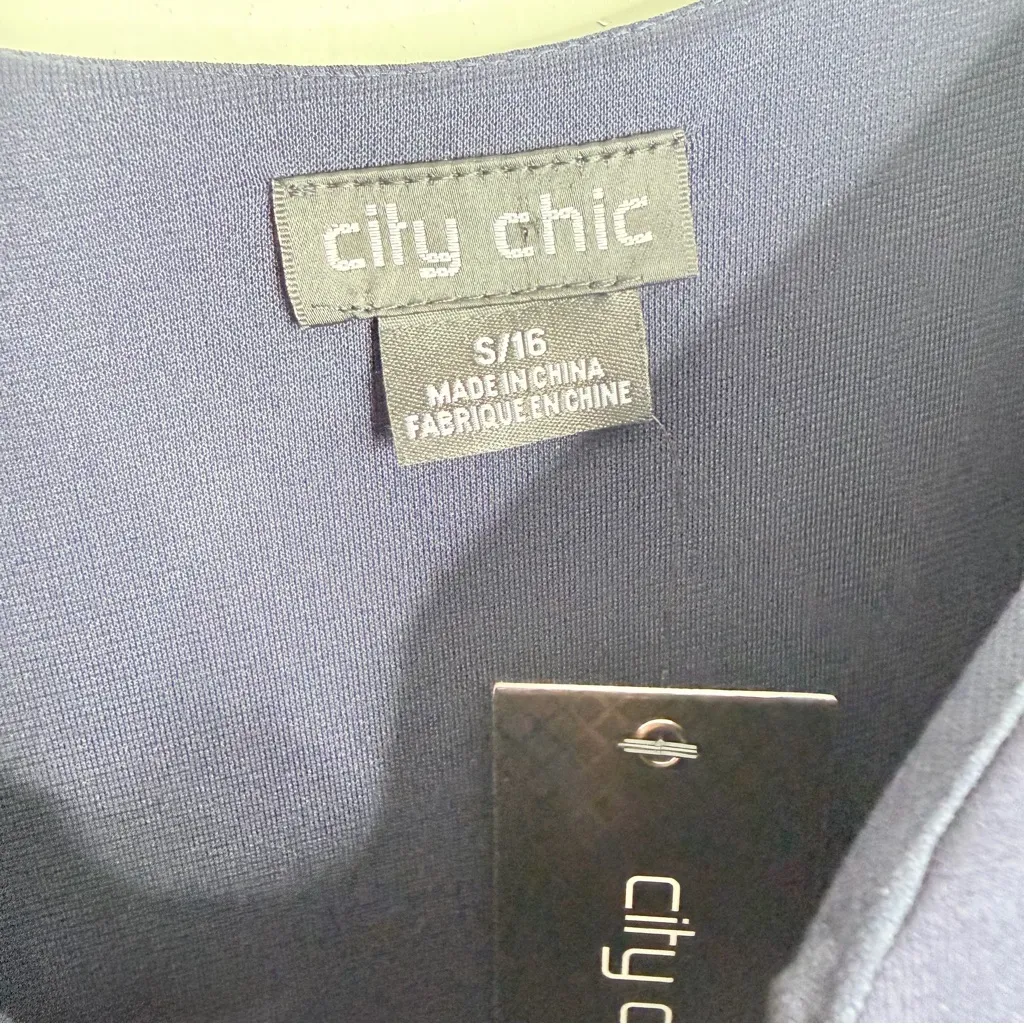 city chic
S/16
MADE IN CHINA
FABRIQUE EN CHINE
city